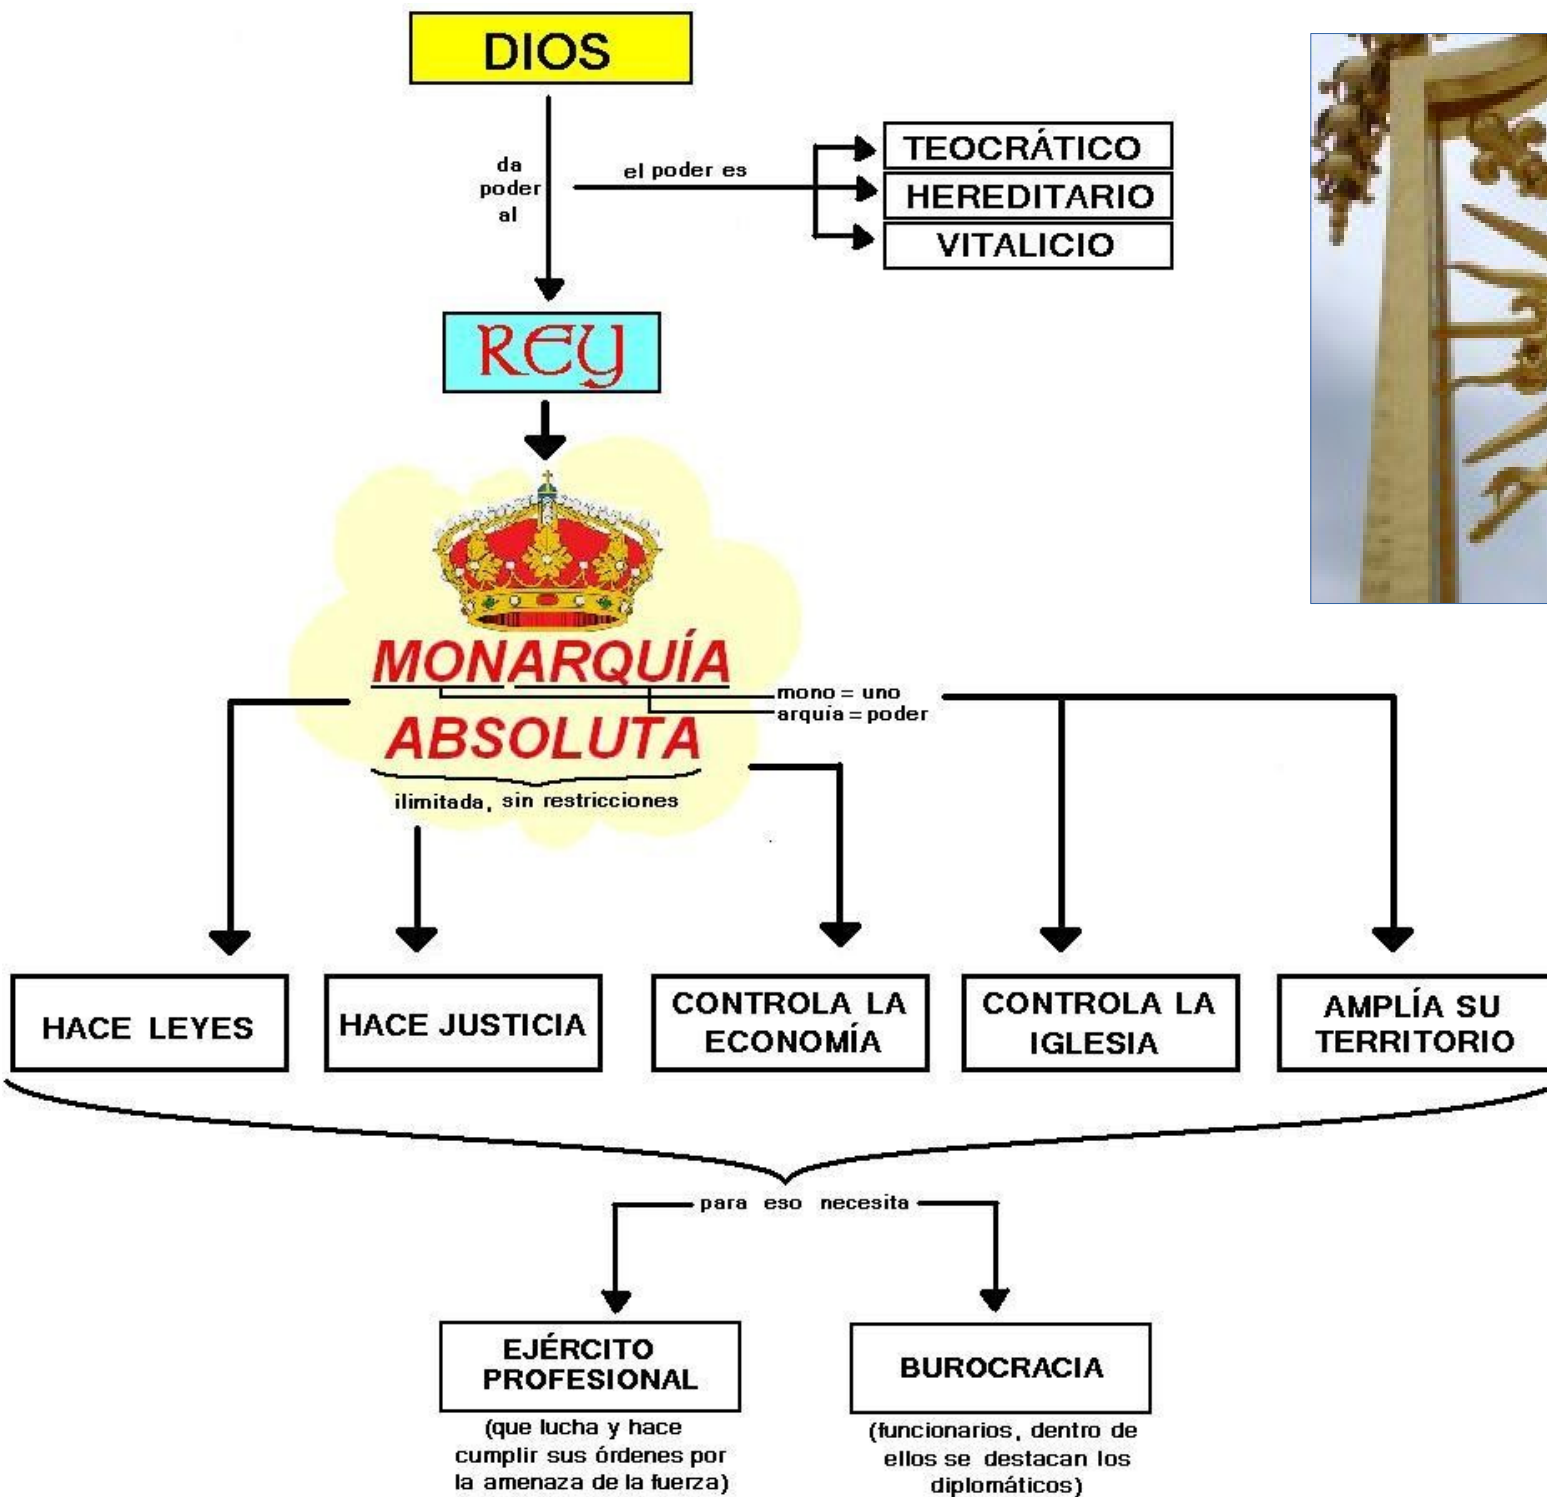 DIOS
da
poder
al
el poder es
TEOCRÁTICO
HEREDITARIO
VITALICIO
REY
MONARQUÍA
mono = uno
arquía = poder
ABSOLUTA
ilimitada, sin restricciones
HACE LEYES
HACE JUSTICIA
CONTROLA LA
ECONOMÍA
CONTROLA LA
IGLESIA
AMPLÍA SU
TERRITORIO
para eso necesita
EJÉRCITO
PROFESIONAL
(que lucha y hace
cumplir sus órdenes por
la amenaza de la fuerza)
BUROCRACIA
(funcionarios, dentro de
ellos se destacan los
diplomáticos)